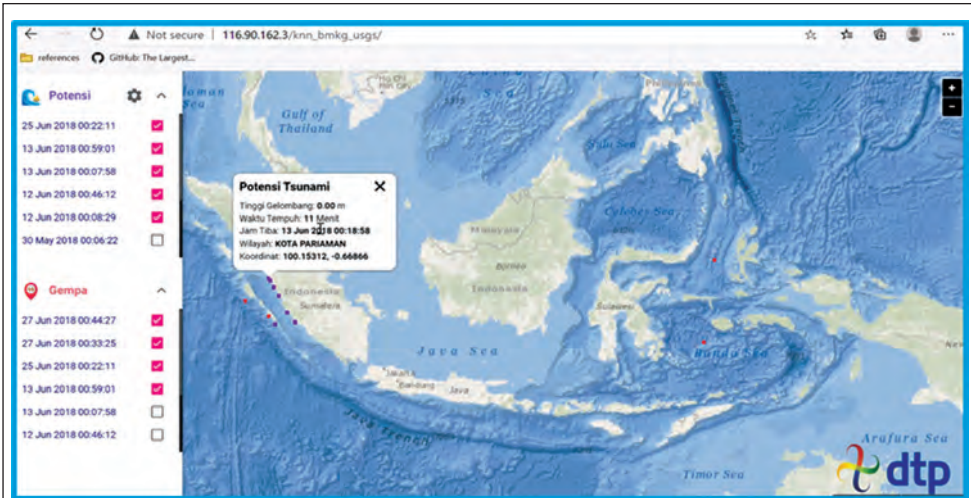 Not secure | 116.90.162.3/knn_bmkg_usgs/
references GitHub: The Largest...
Potensi
25 Jun 2018 00:22:11
13 Jun 2018 00:59:01
13 Jun 2018 00:07:58
12 Jun 2018 00:46:12
12 Jun 2018 00:08:29
30 May 2018 00:06:22
Gempa
27 Jun 2018 00:44:27
27 Jun 2018 00:33:25
25 Jun 2018 00:22:11
13 Jun 2018 00:59:01
13 Jun 2018 00:07:58
12 Jun 2018 00:46:12
Gulf of
Thailand
Sulu Sea
Celebes Sea
Potensi Tsunami
Tinggi Gelombang: 0.00 m
Waktu Tempuh: 11 Menit
Jam Tiba: 13 Jun 2018 00:18:58
Wilayah: KOTA PARIAMAN
Koordinat: 100.15312, -0.66866
Malaysia
Borneo
Indonesia
Indonesia
Sumatera
Sulawesi
Java Sea
Banda Sea
New
Jakarta
Bandung Java
Java Trench
Arafura Sea
Timor Sea
dtp
+
-